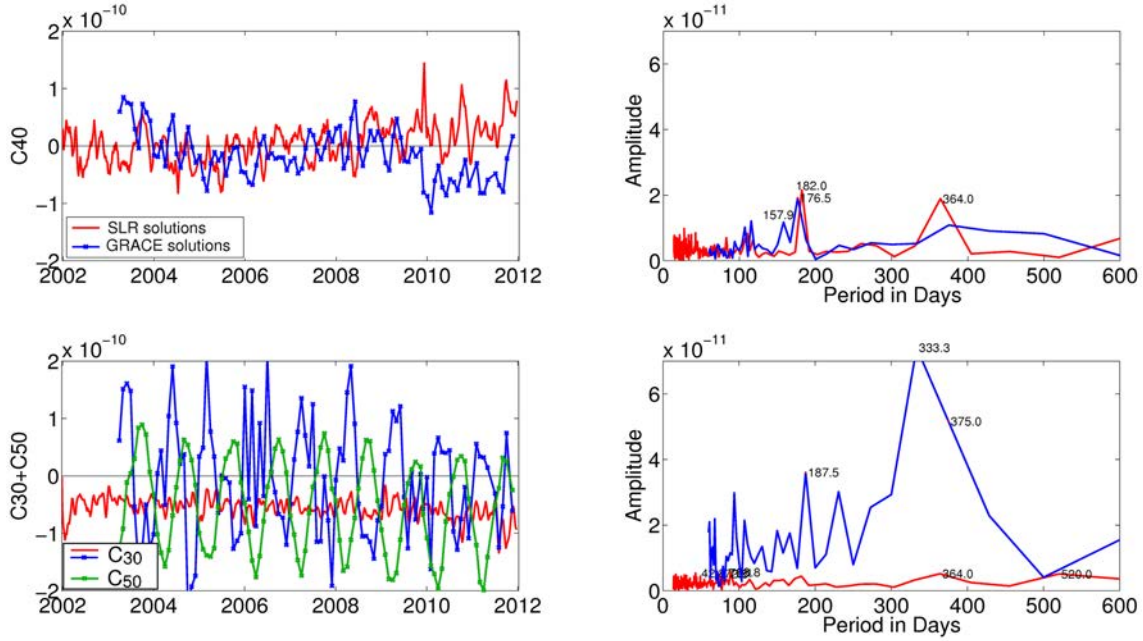 x 10⁻¹⁰
2
1
0
−1
−2
C40
SLR solutions
GRACE solutions
2002 2004 2006 2008 2010 2012
x 10⁻¹¹
6
4
2
0
Amplitude
182.0
176.5
157.9
364.0
0 100 200 300 400 500 600
Period in Days
x 10⁻¹⁰
2
1
0
−1
−2
C30+C50
C30
C50
2002 2004 2006 2008 2010 2012
x 10⁻¹¹
6
4
2
0
Amplitude
333.3
375.0
187.5
364.0
520.0
0 100 200 300 400 500 600
Period in Days